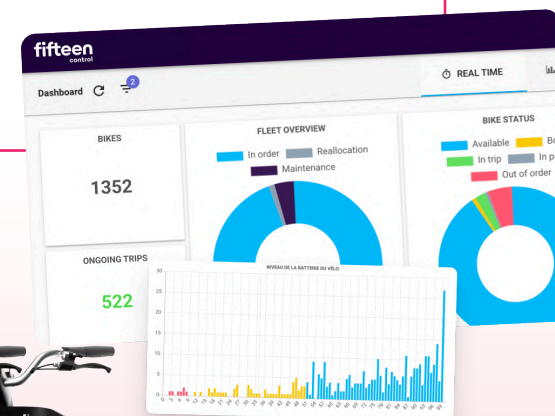 fifteen
control
Dashboard
2
REAL TIME
BIKES
1352
FLEET OVERVIEW
In order
Reallocation
Maintenance
BIKE STATUS
Available
In trip
Out of order
ONGOING TRIPS
522
NIVEAU DE LA BATTERIE DU VÉLO
30
25
20
15
10
5
0